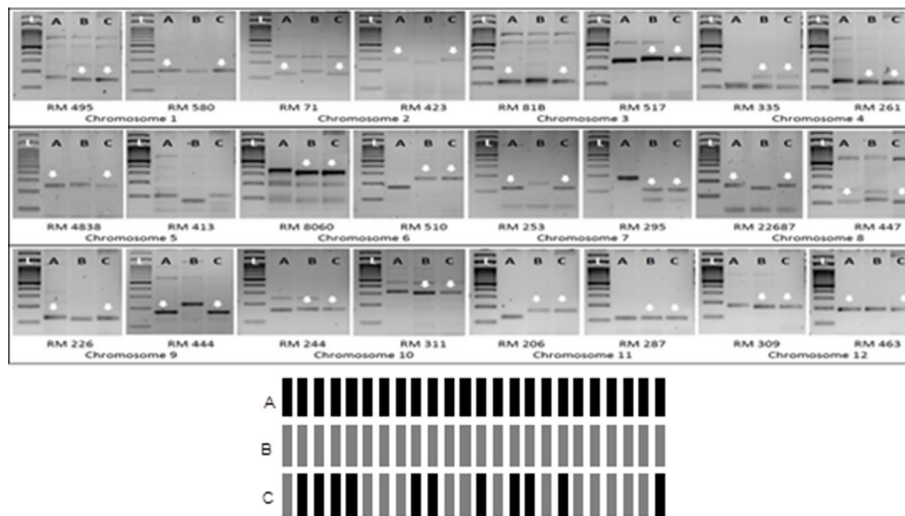 L A B C L A B C L A B C L A B C L A B C L A B C L A B C L A B C
RM 495 RM 580 RM 71 RM 423 RM 81B RM 517 RM 335 RM 261
Chromosome 1 Chromosome 2 Chromosome 3 Chromosome 4
L A B C L A B C L A B C L A B C L A B C L A B C L A B C L A B C
RM 4838 RM 413 RM 8060 RM 510 RM 253 RM 295 RM 22687 RM 447
Chromosome 5 Chromosome 6 Chromosome 7 Chromosome 8
L A B C L A B C L A B C L A B C L A B C L A B C L A B C L A B C
RM 226 RM 444 RM 244 RM 311 RM 206 RM 287 RM 309 RM 463
Chromosome 9 Chromosome 10 Chromosome 11 Chromosome 12
A
B
C